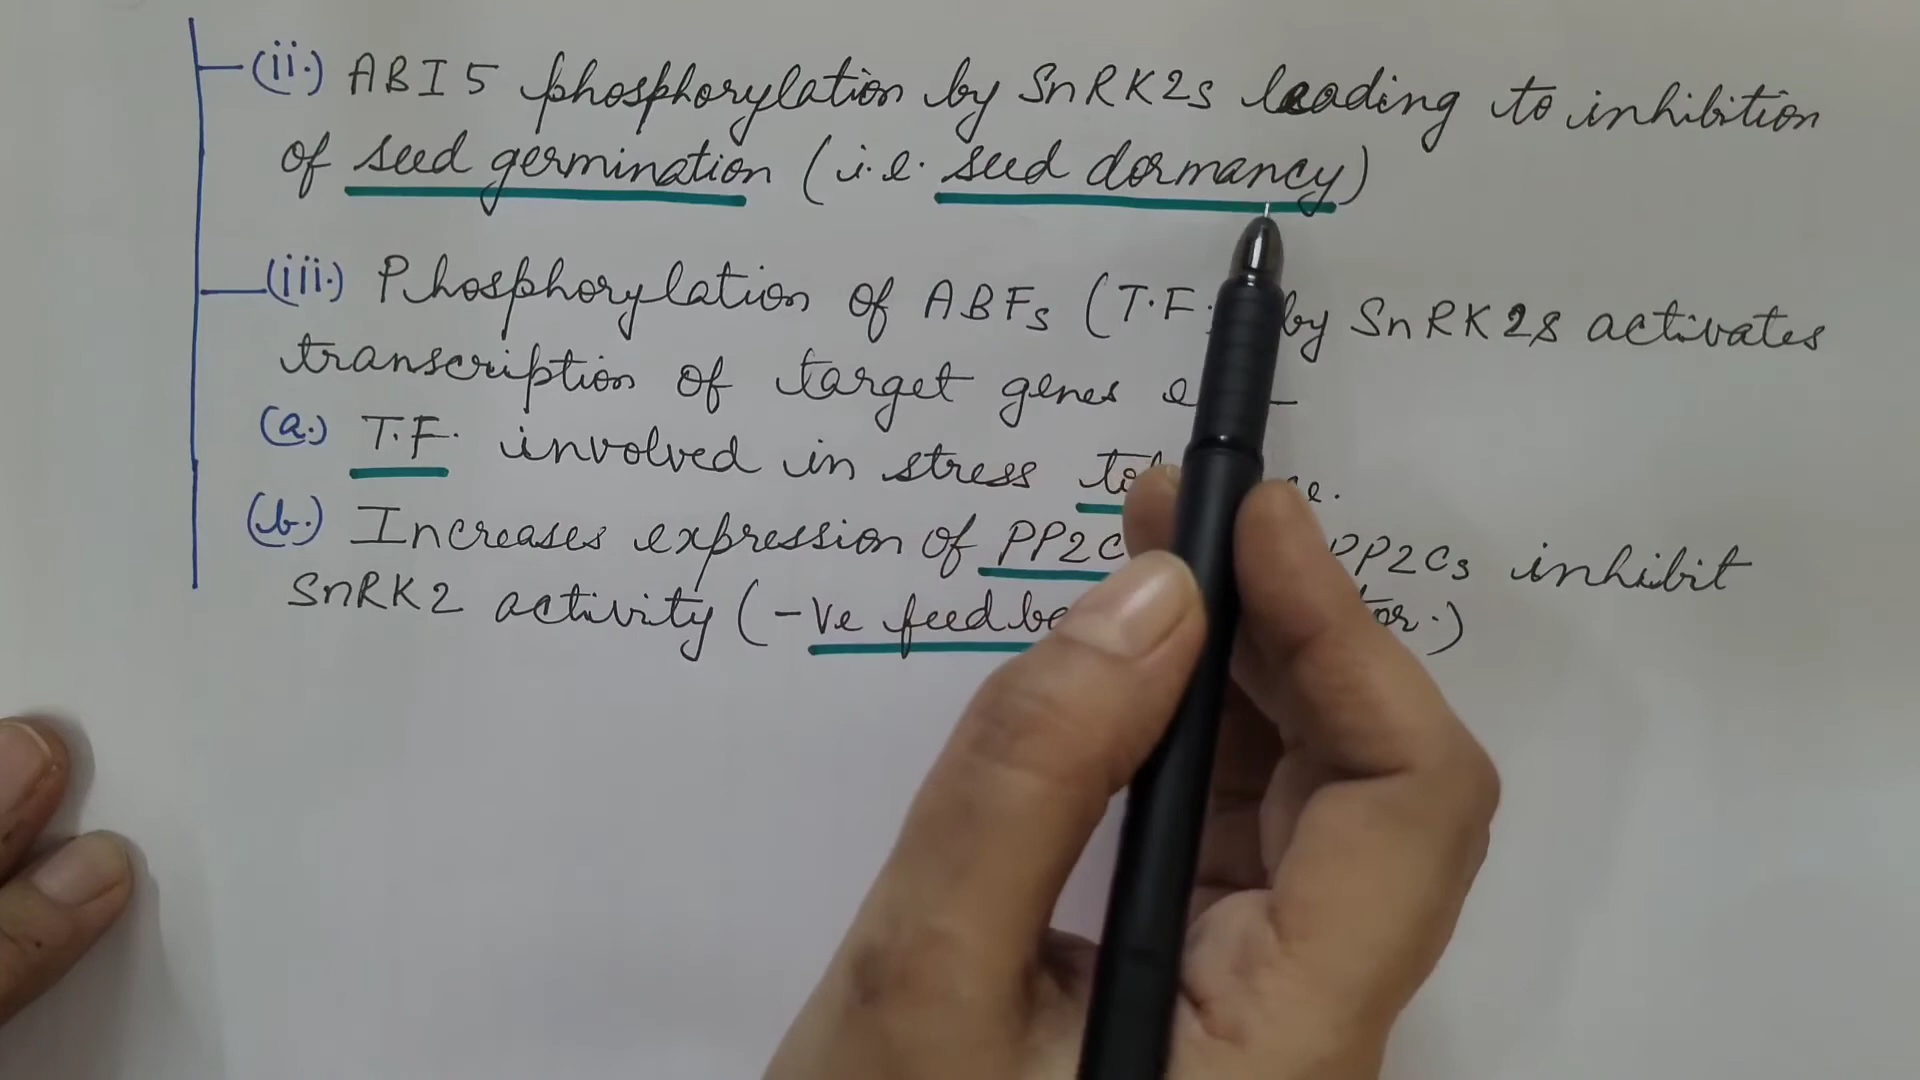 (ii.) ABI5 phosphorylation by SnRK2s leading to inhibition
of seed germination (i.e. seed dormancy)
(iii.) Phosphorylation of ABFs (T.F. by SnRK2s activates
transcription of target genes
(a.) T.F. involved in stress
(b.) Increases expression of PP2C PP2Cs inhibit
SnRK2 activity (-ve